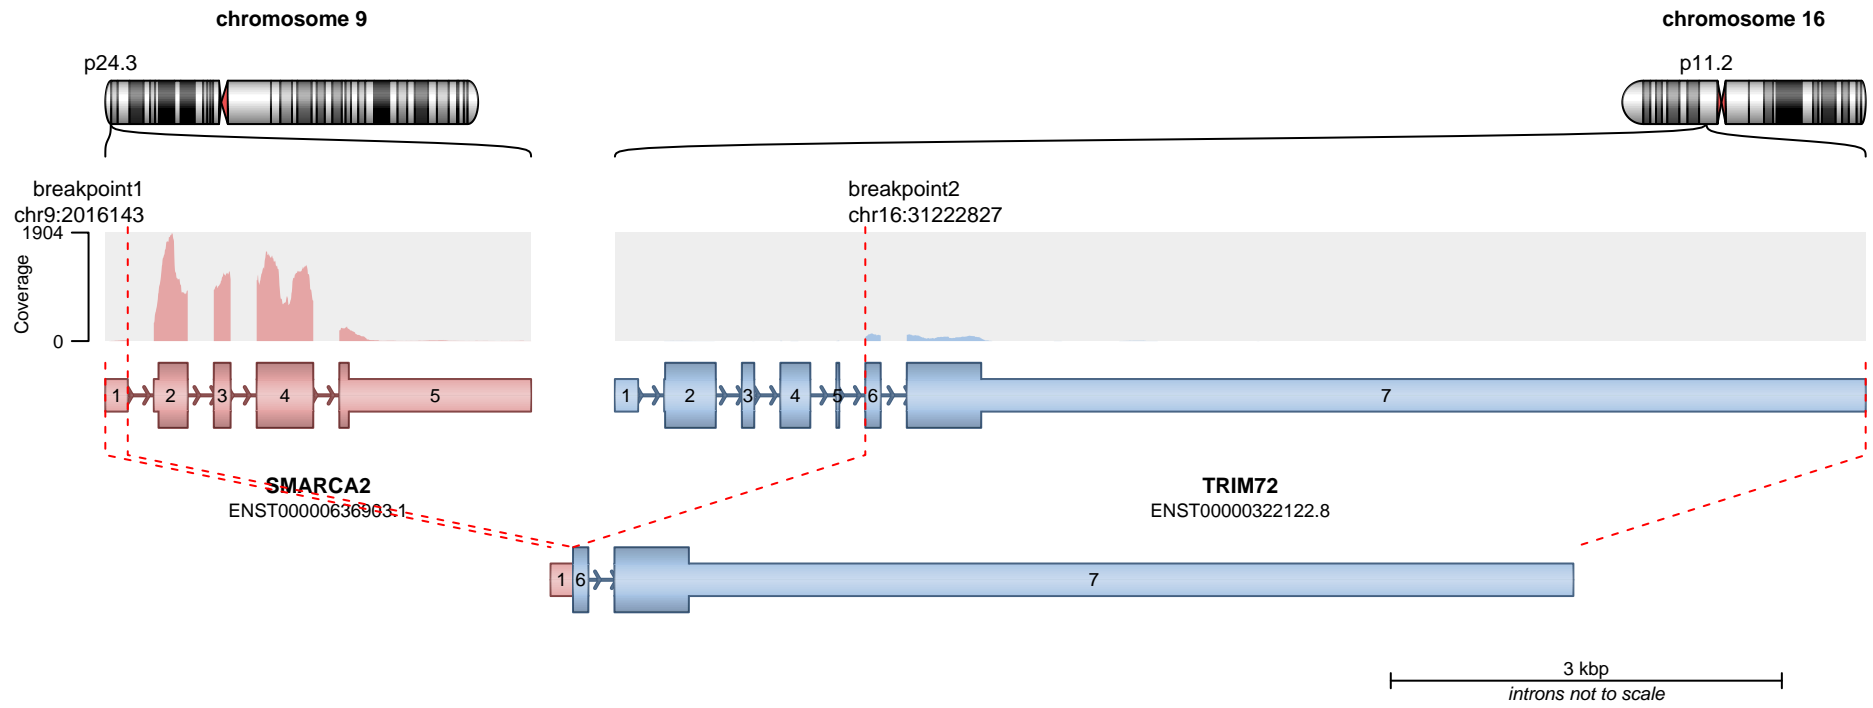 chromosome 9
chromosome 16
p24.3
p11.2
breakpoint1
chr9:2016143
breakpoint2
chr16:31222827
1904
Coverage
0
1 2 3 4 5
1 2 3 4 5 6 7
SMARCA2
ENST00000636903.1
TRIM72
ENST00000322122.8
1 6 7
3 kbp
introns not to scale